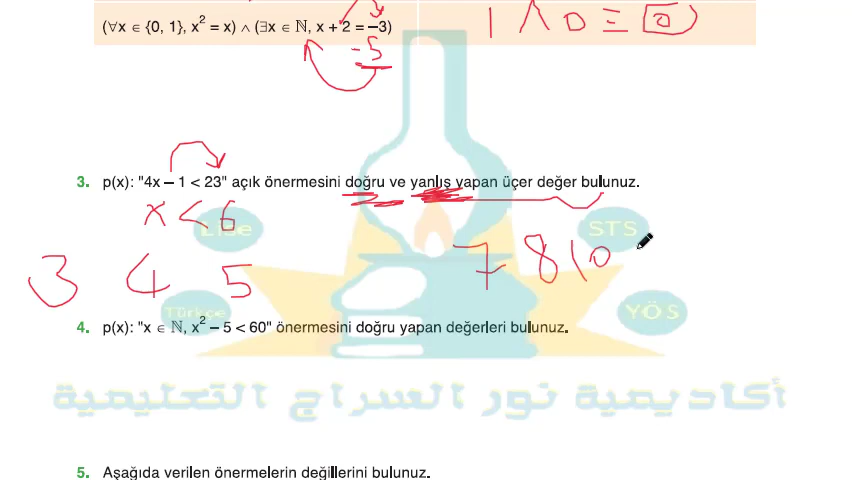 (∀x ∈ {0, 1}, x² = x) ∧ (∃x ∈ ℕ, x + 2 = −3)
1 ∧ 0 ≡ 0
-5
3. p(x): "4x − 1 < 23" açık önermesini doğru ve yanlış yapan üçer değer bulunuz.
x < 6
Lise
STS
3 4 5
7 8 10
Türkçe
YÖS
4. p(x): "x ∈ ℕ, x² − 5 < 60" önermesini doğru yapan değerleri bulunuz.
أكاديمية نور السراج التعليمية
5. Aşağıda verilen önermelerin değillerini bulunuz.